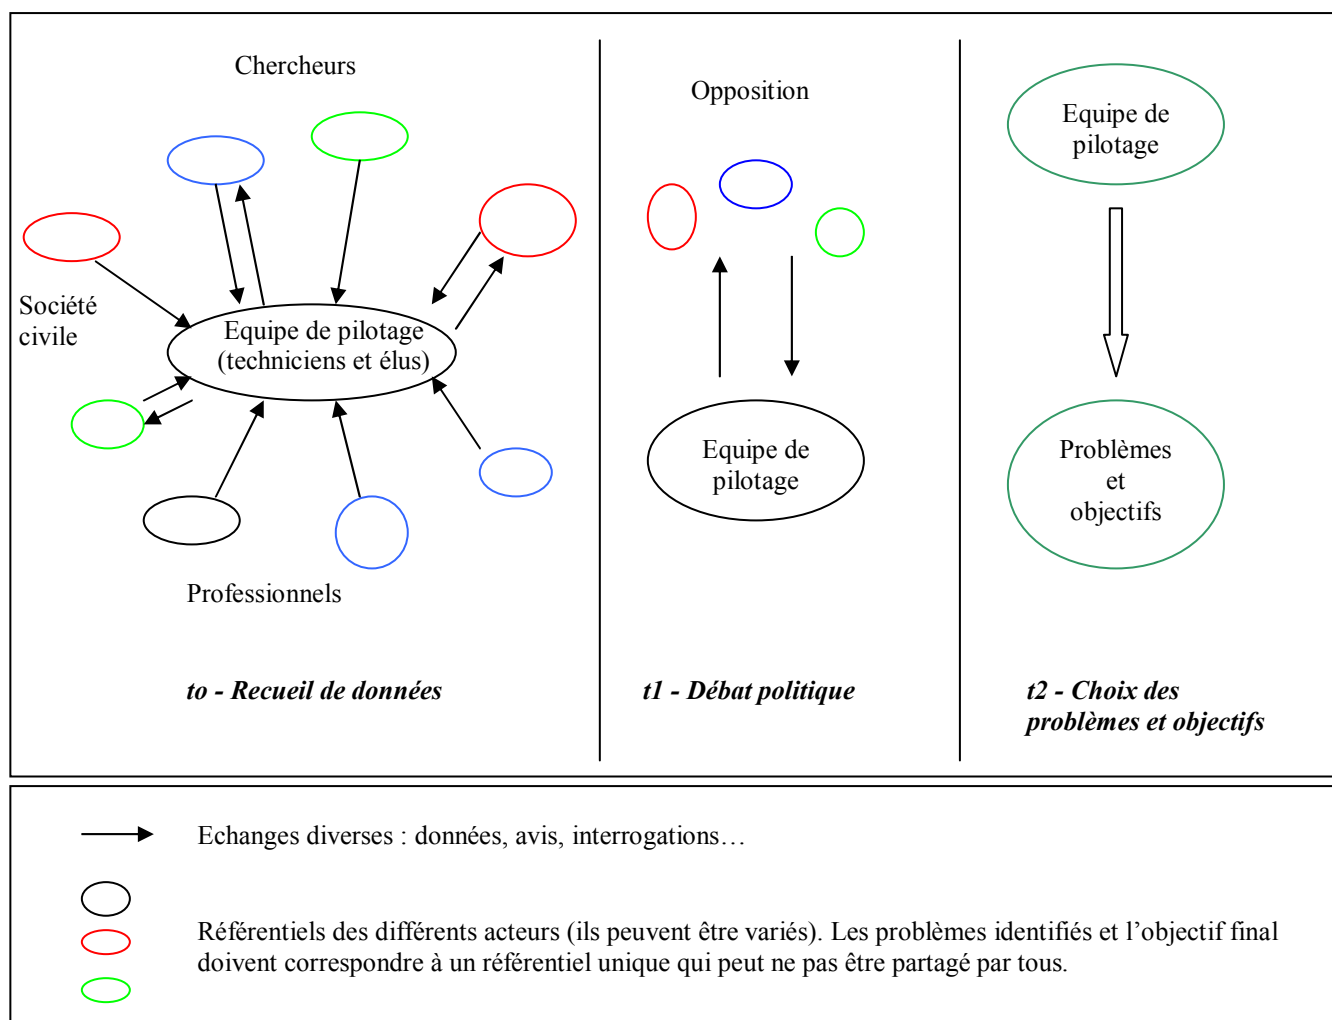 Chercheurs
Société
civile
Equipe de pilotage
(techniciens et élus)
Professionnels
to - Recueil de données
Opposition
Equipe de
pilotage
t1 - Débat politique
Equipe de
pilotage
Problèmes
et
objectifs
t2 - Choix des
problèmes et objectifs
Echanges diverses : données, avis, interrogations…
Référentiels des différents acteurs (ils peuvent être variés). Les problèmes identifiés et l’objectif final
doivent correspondre à un référentiel unique qui peut ne pas être partagé par tous.